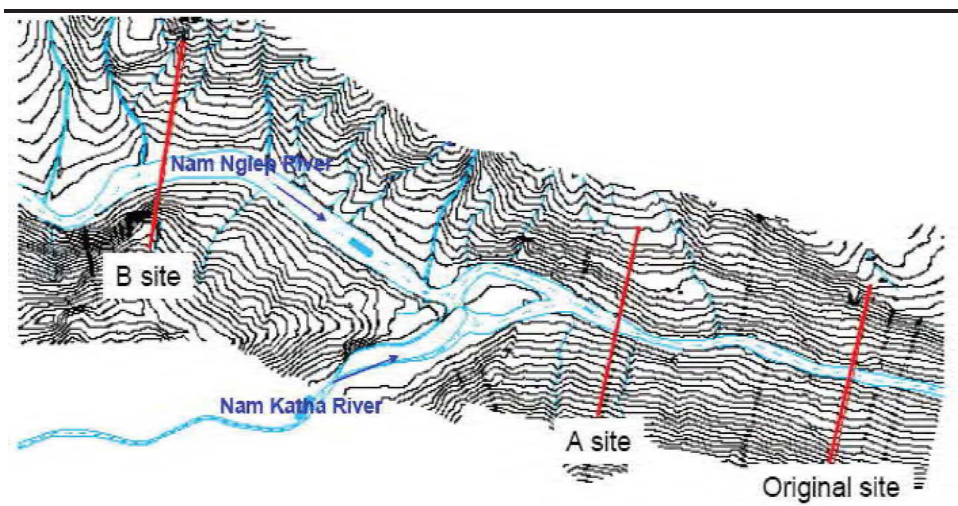 Nam Ngiep River
B site
Nam Katha River
A site
Original site